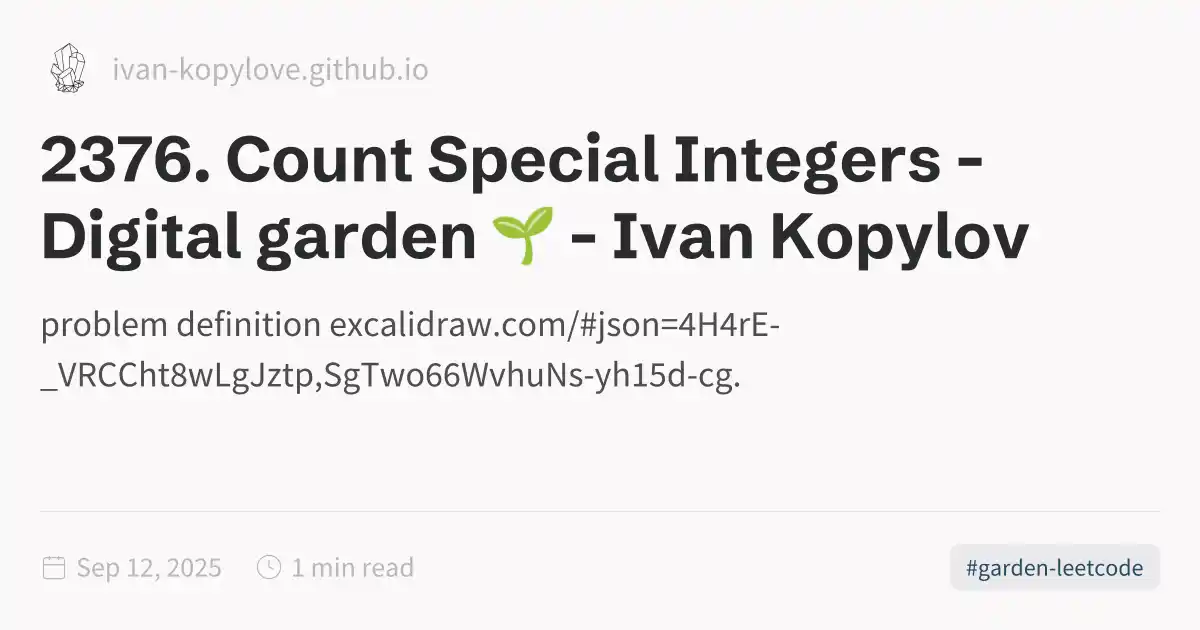 ivan-kopylove.github.io
2376. Count Special Integers -
Digital garden 🌱 - Ivan Kopylov
problem definition excalidraw.com/#json=4H4rE-
_VRCCht8wLgJztp,SgTwo66WvhuNs-yh15d-cg.
Sep 12, 2025
1 min read
#garden-leetcode